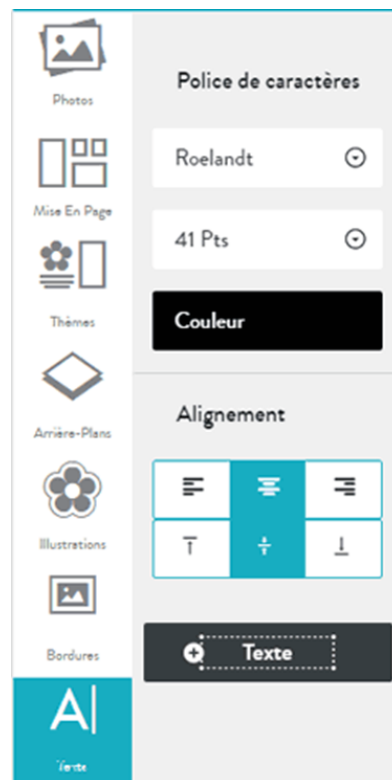 Photos
Mise En Page
Thèmes
Arrière-Plans
Illustrations
Bordures
Texte
Police de caractères
Roelandt
41 Pts
Couleur
Alignement
Texte